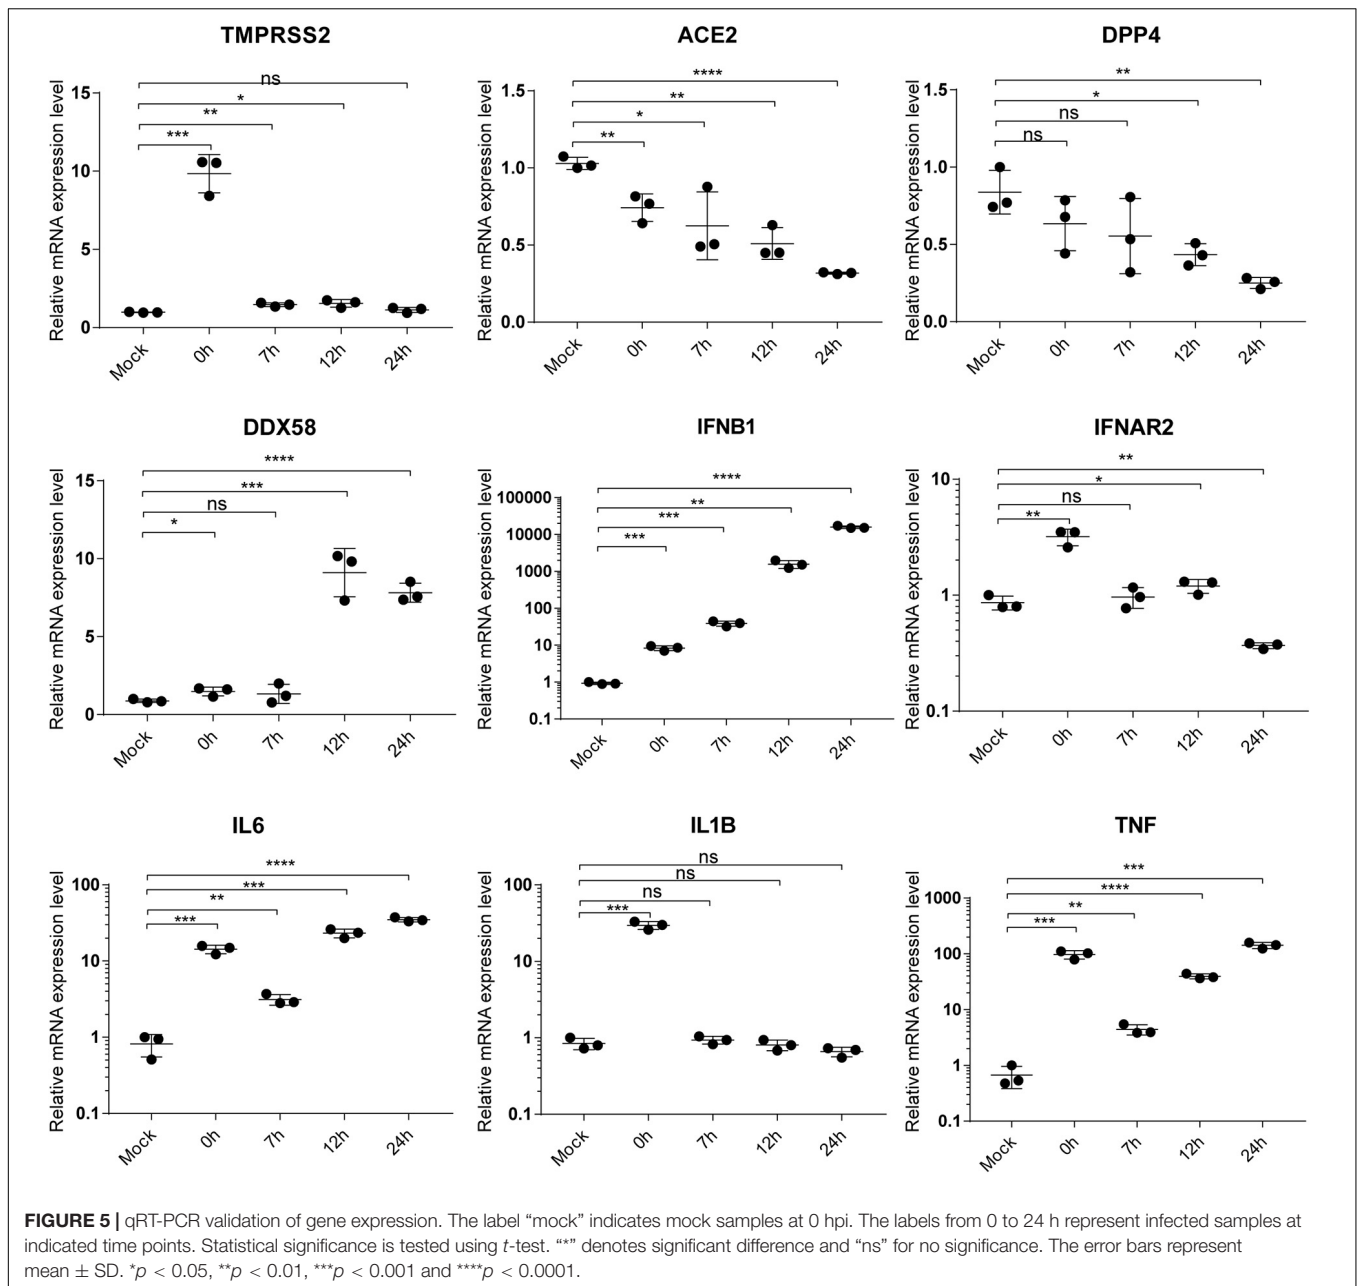 TMPRSS2
Relative mRNA expression level
ns
*
**
***
15
10
5
0
Mock
0h
7h
12h
24h
ACE2
Relative mRNA expression level
****
**
*
**
1.5
1.0
0.5
0.0
Mock
0h
7h
12h
24h
DPP4
Relative mRNA expression level
**
*
ns
ns
1.5
1.0
0.5
0.0
Mock
0h
7h
12h
24h
DDX58
Relative mRNA expression level
****
***
ns
*
15
10
5
0
Mock
0h
7h
12h
24h
IFNB1
Relative mRNA expression level
****
**
***
***
100000
10000
1000
100
10
1
0.1
Mock
0h
7h
12h
24h
IFNAR2
Relative mRNA expression level
**
*
ns
**
10
1
0.1
Mock
0h
7h
12h
24h
IL6
Relative mRNA expression level
****
***
**
***
100
10
1
0.1
Mock
0h
7h
12h
24h
IL1B
Relative mRNA expression level
ns
ns
ns
***
100
10
1
0.1
Mock
0h
7h
12h
24h
TNF
Relative mRNA expression level
***
****
**
***
1000
100
10
1
0.1
Mock
0h
7h
12h
24h
FIGURE 5 | qRT-PCR validation of gene expression. The label “mock” indicates mock samples at 0 hpi. The labels from 0 to 24 h represent infected samples at
indicated time points. Statistical significance is tested using t-test. “*” denotes significant difference and “ns” for no significance. The error bars represent
mean ± SD. *p < 0.05, **p < 0.01, ***p < 0.001 and ****p < 0.0001.